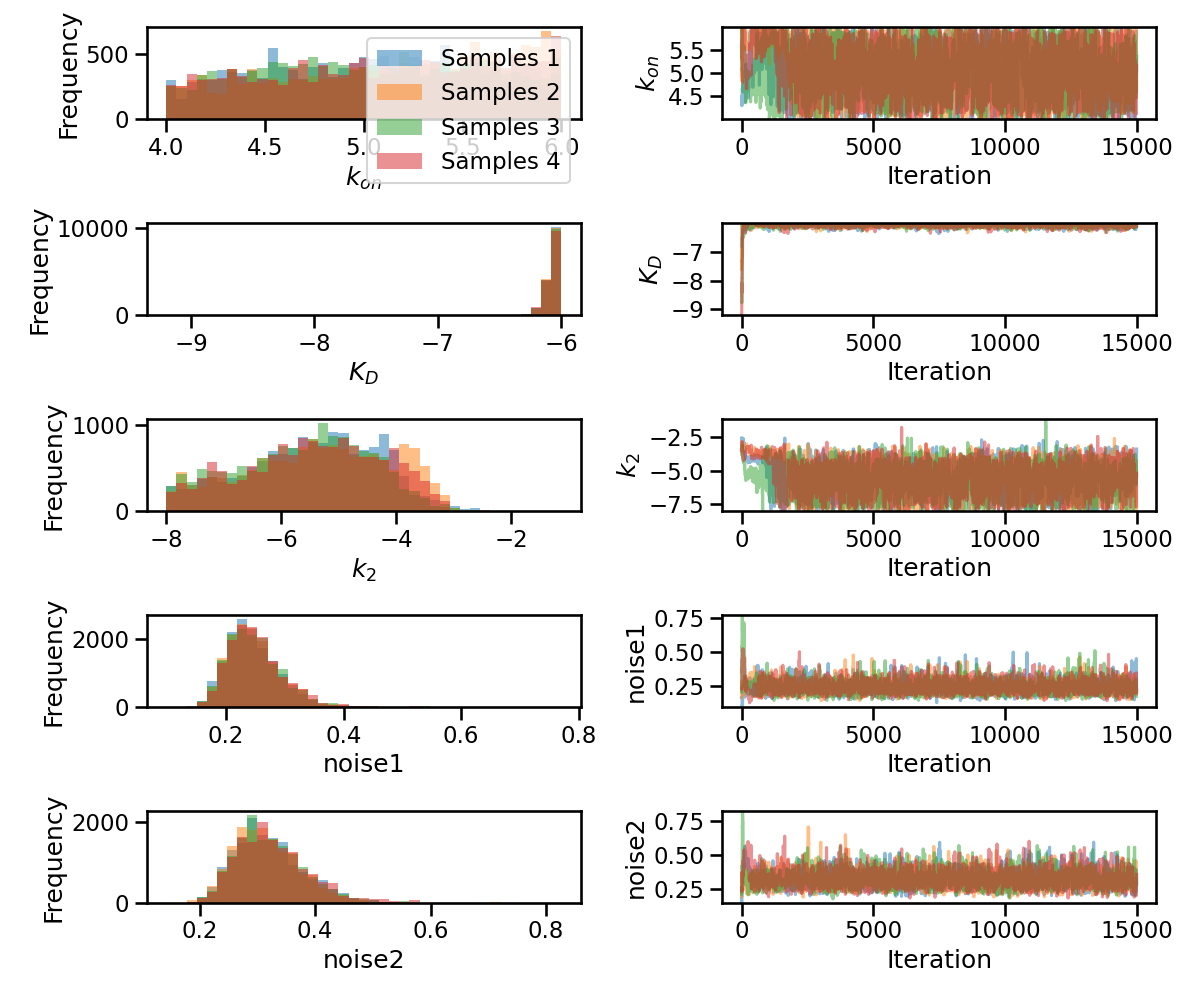 Frequency
500
0
4.0 4.5 5.0 5.5 6.0
k_on
Samples 1
Samples 2
Samples 3
Samples 4
k_on
5.5
5.0
4.5
0 5000 10000 15000
Iteration
Frequency
10000
0
−9 −8 −7 −6
K_D
K_D
−7
−8
−9
0 5000 10000 15000
Iteration
Frequency
1000
0
−8 −6 −4 −2
k_2
k_2
−2.5
−5.0
−7.5
0 5000 10000 15000
Iteration
Frequency
2000
0
0.2 0.4 0.6 0.8
noise1
noise1
0.75
0.50
0.25
0 5000 10000 15000
Iteration
Frequency
2000
0
0.2 0.4 0.6 0.8
noise2
noise2
0.75
0.50
0.25
0 5000 10000 15000
Iteration